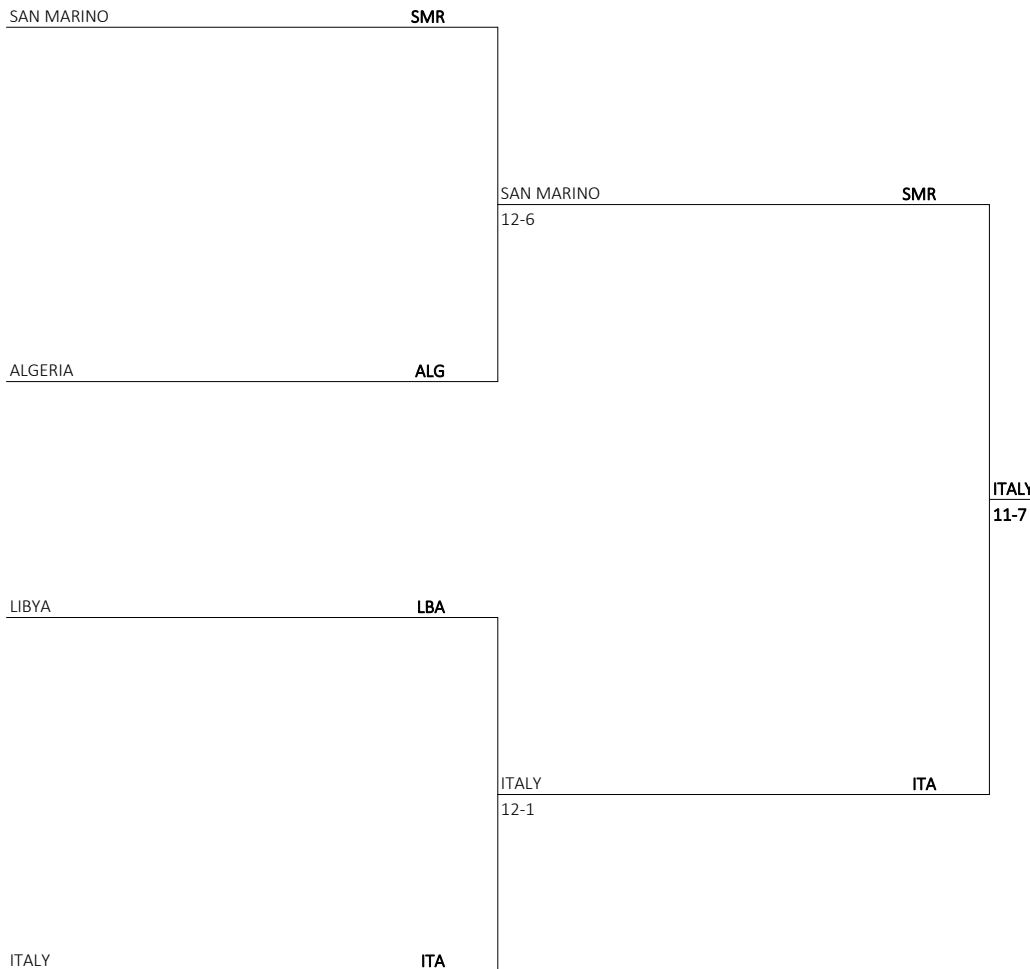 SAN MARINO SMR
SAN MARINO SMR
12-6
ALGERIA ALG
ITALY
11-7
LIBYA LBA
ITALY ITA
12-1
ITALY ITA